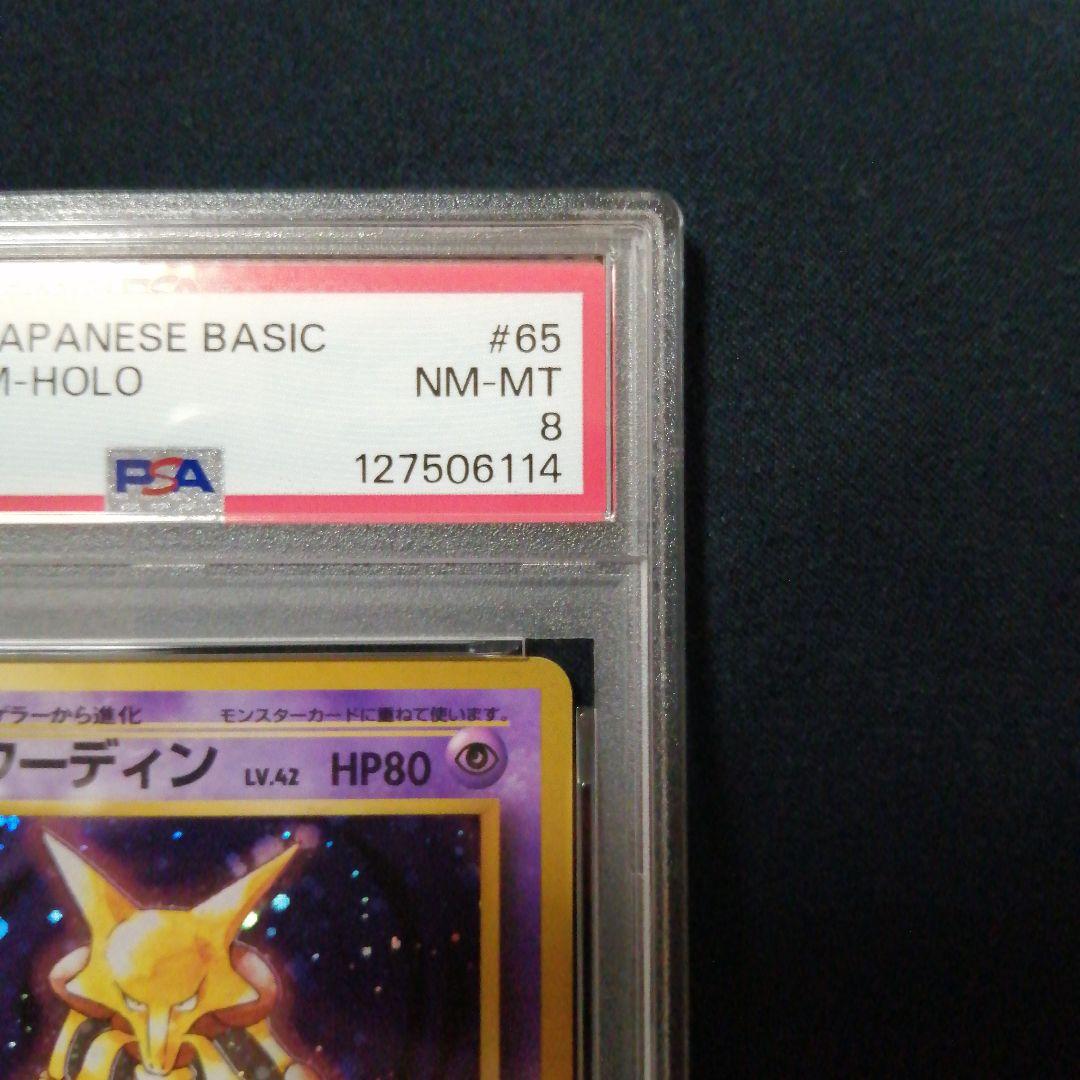 APANESE BASIC #65
M-HOLO NM-MT
8
PSA 127506114
ゲラーから進化 モンスターカードに重ねて使います。
ーディン LV.42 HP80